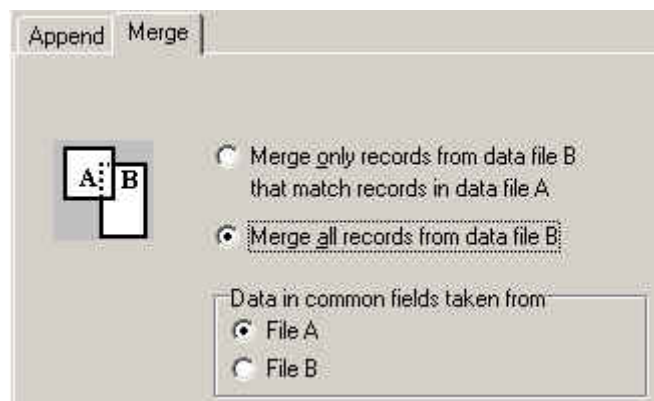 Append Merge
A B
Merge only records from data file B
that match records in data file A
Merge all records from data file B
Data in common fields taken from
File A
File B